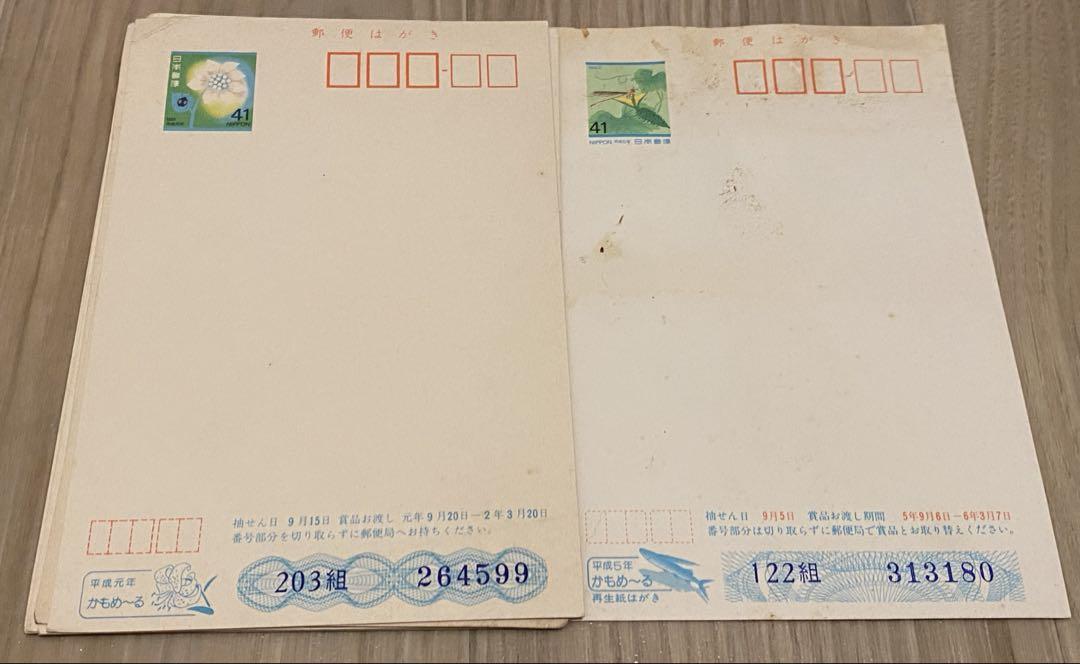 郵便はがき
日本郵便
41
NIPPON
抽せん日 9月15日 賞品お渡し 元年9月20日―2年3月20日
番号部分を切り取らずに郵便局へお持ちください。
平成元年
かもめ〜る
203組 264599
郵便はがき
41
NIPPON 日本郵便
抽せん日 9月5日 賞品お渡し期間 5年9月6日―6年3月7日
番号部分は切り取らずに郵便局で賞品とお取り替えください。
平成5年
かもめ〜る
再生紙はがき
122組 313180